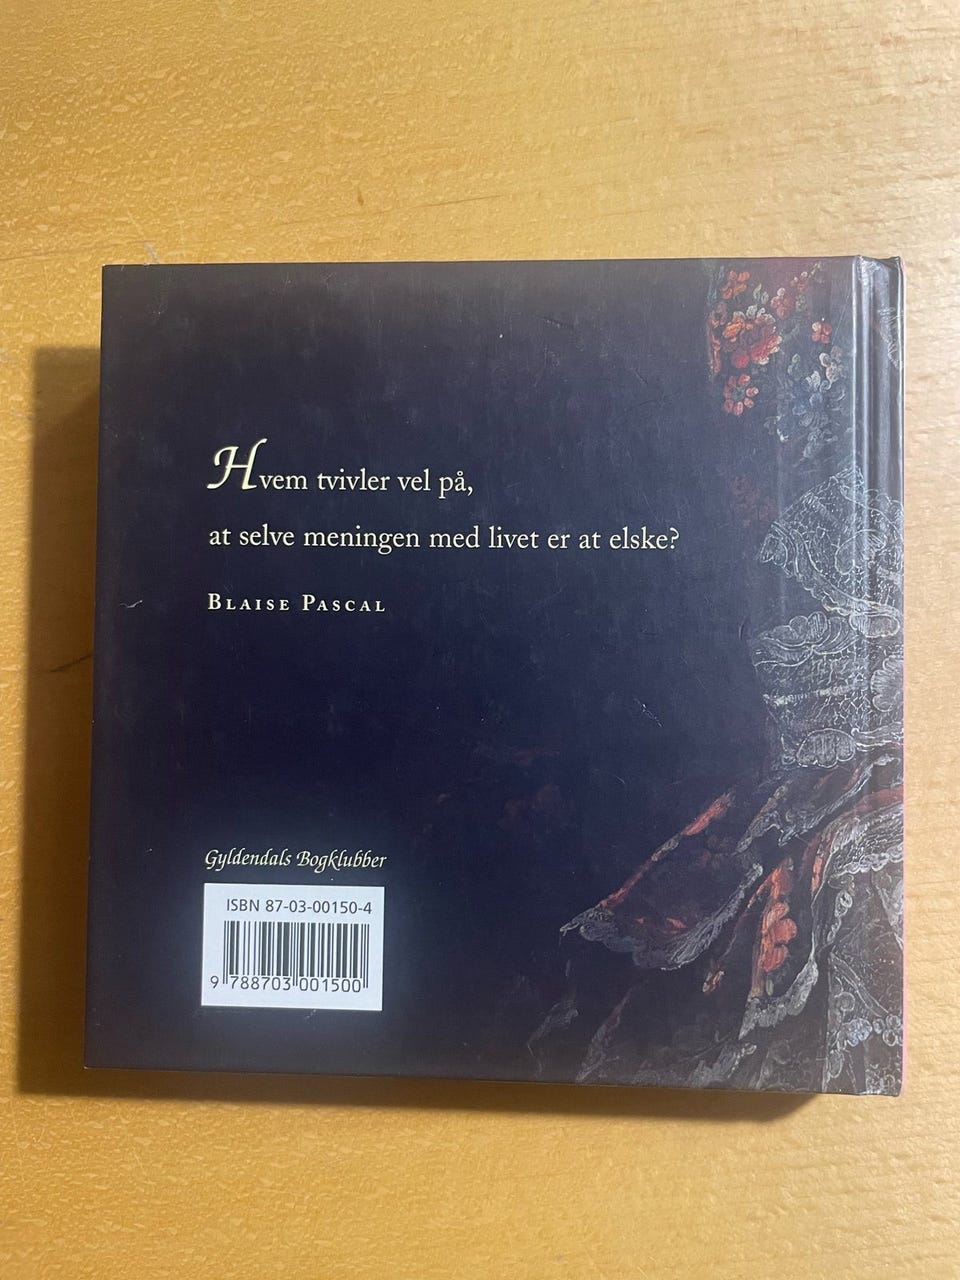 Hvem tvivler vel på,
at selve meningen med livet er at elske?
BLAISE PASCAL
Gyldendals Bogklubber
ISBN 87-03-00150-4
9 788703 001500